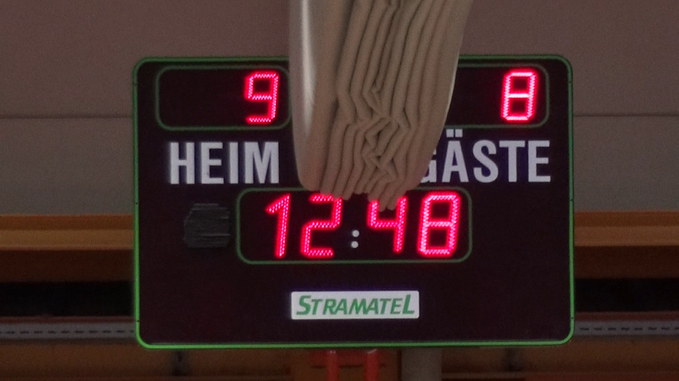 9 8
HEIM GÄSTE
12:48
STRAMATEL